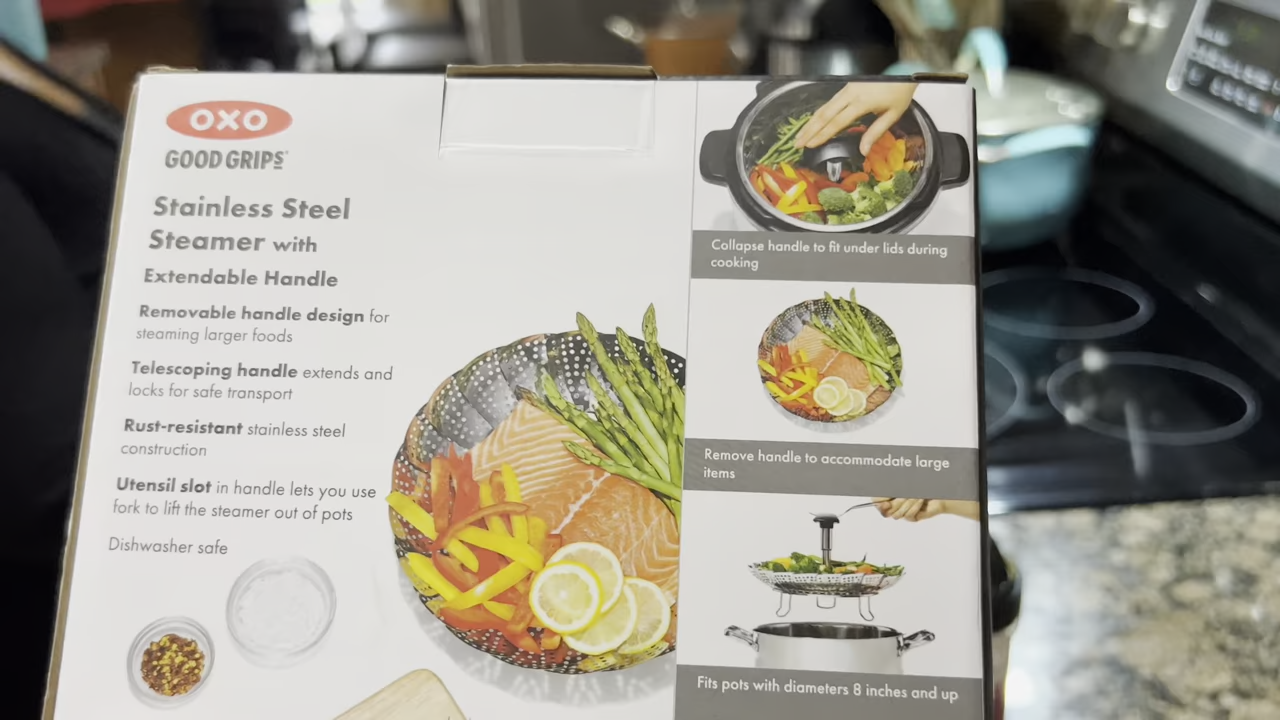 OXO
GOOD GRIPS
Stainless Steel
Steamer with
Extendable Handle
Removable handle design for
steaming larger foods
Telescoping handle extends and
locks for safe transport
Rust-resistant stainless steel
construction
Utensil slot in handle lets you use
fork to lift the steamer out of pots
Dishwasher safe
Collapse handle to fit under lids during
cooking
Remove handle to accommodate large
items
Fits pots with diameters 8 inches and up